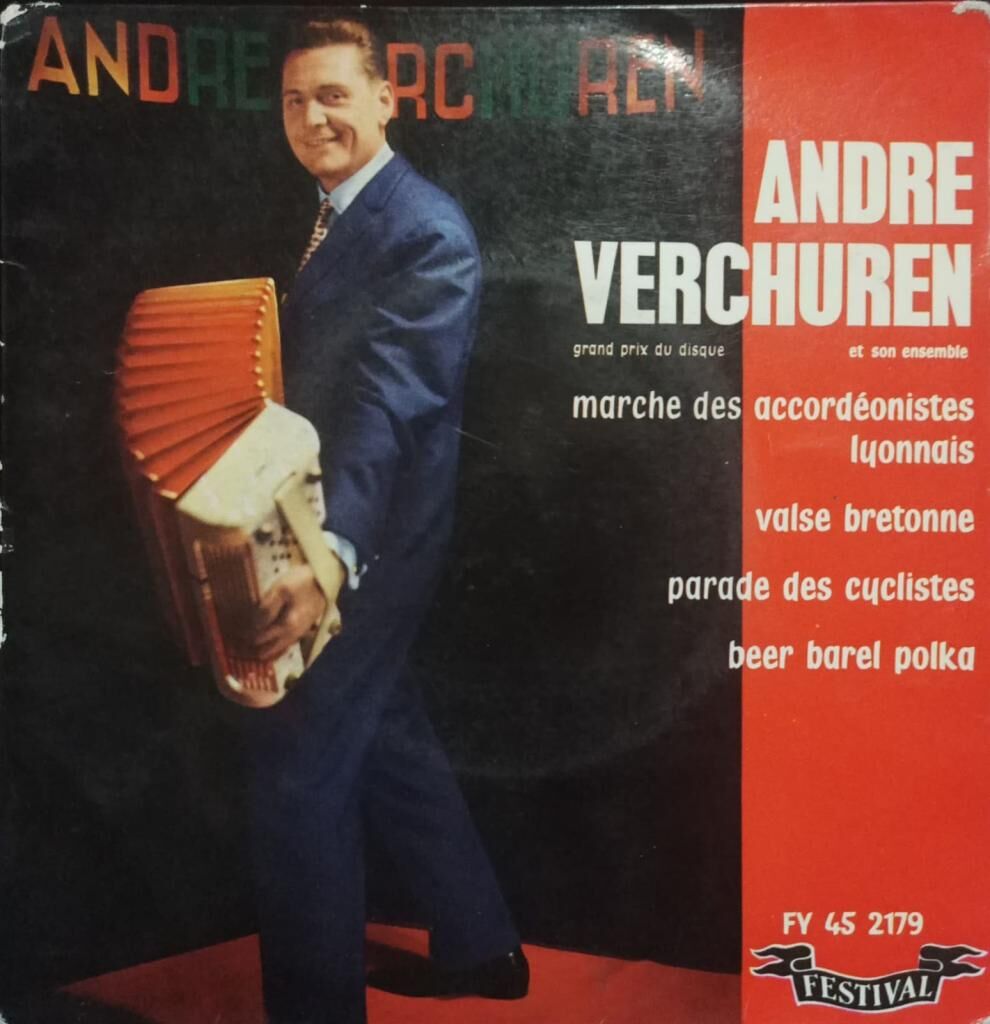 ANDRE RCHUREN
ANDRE
VERCHUREN
grand prix du disque et son ensemble
marche des accordéonistes
lyonnais
valse bretonne
parade des cyclistes
beer barel polka
FY 45 2179
FESTIVAL